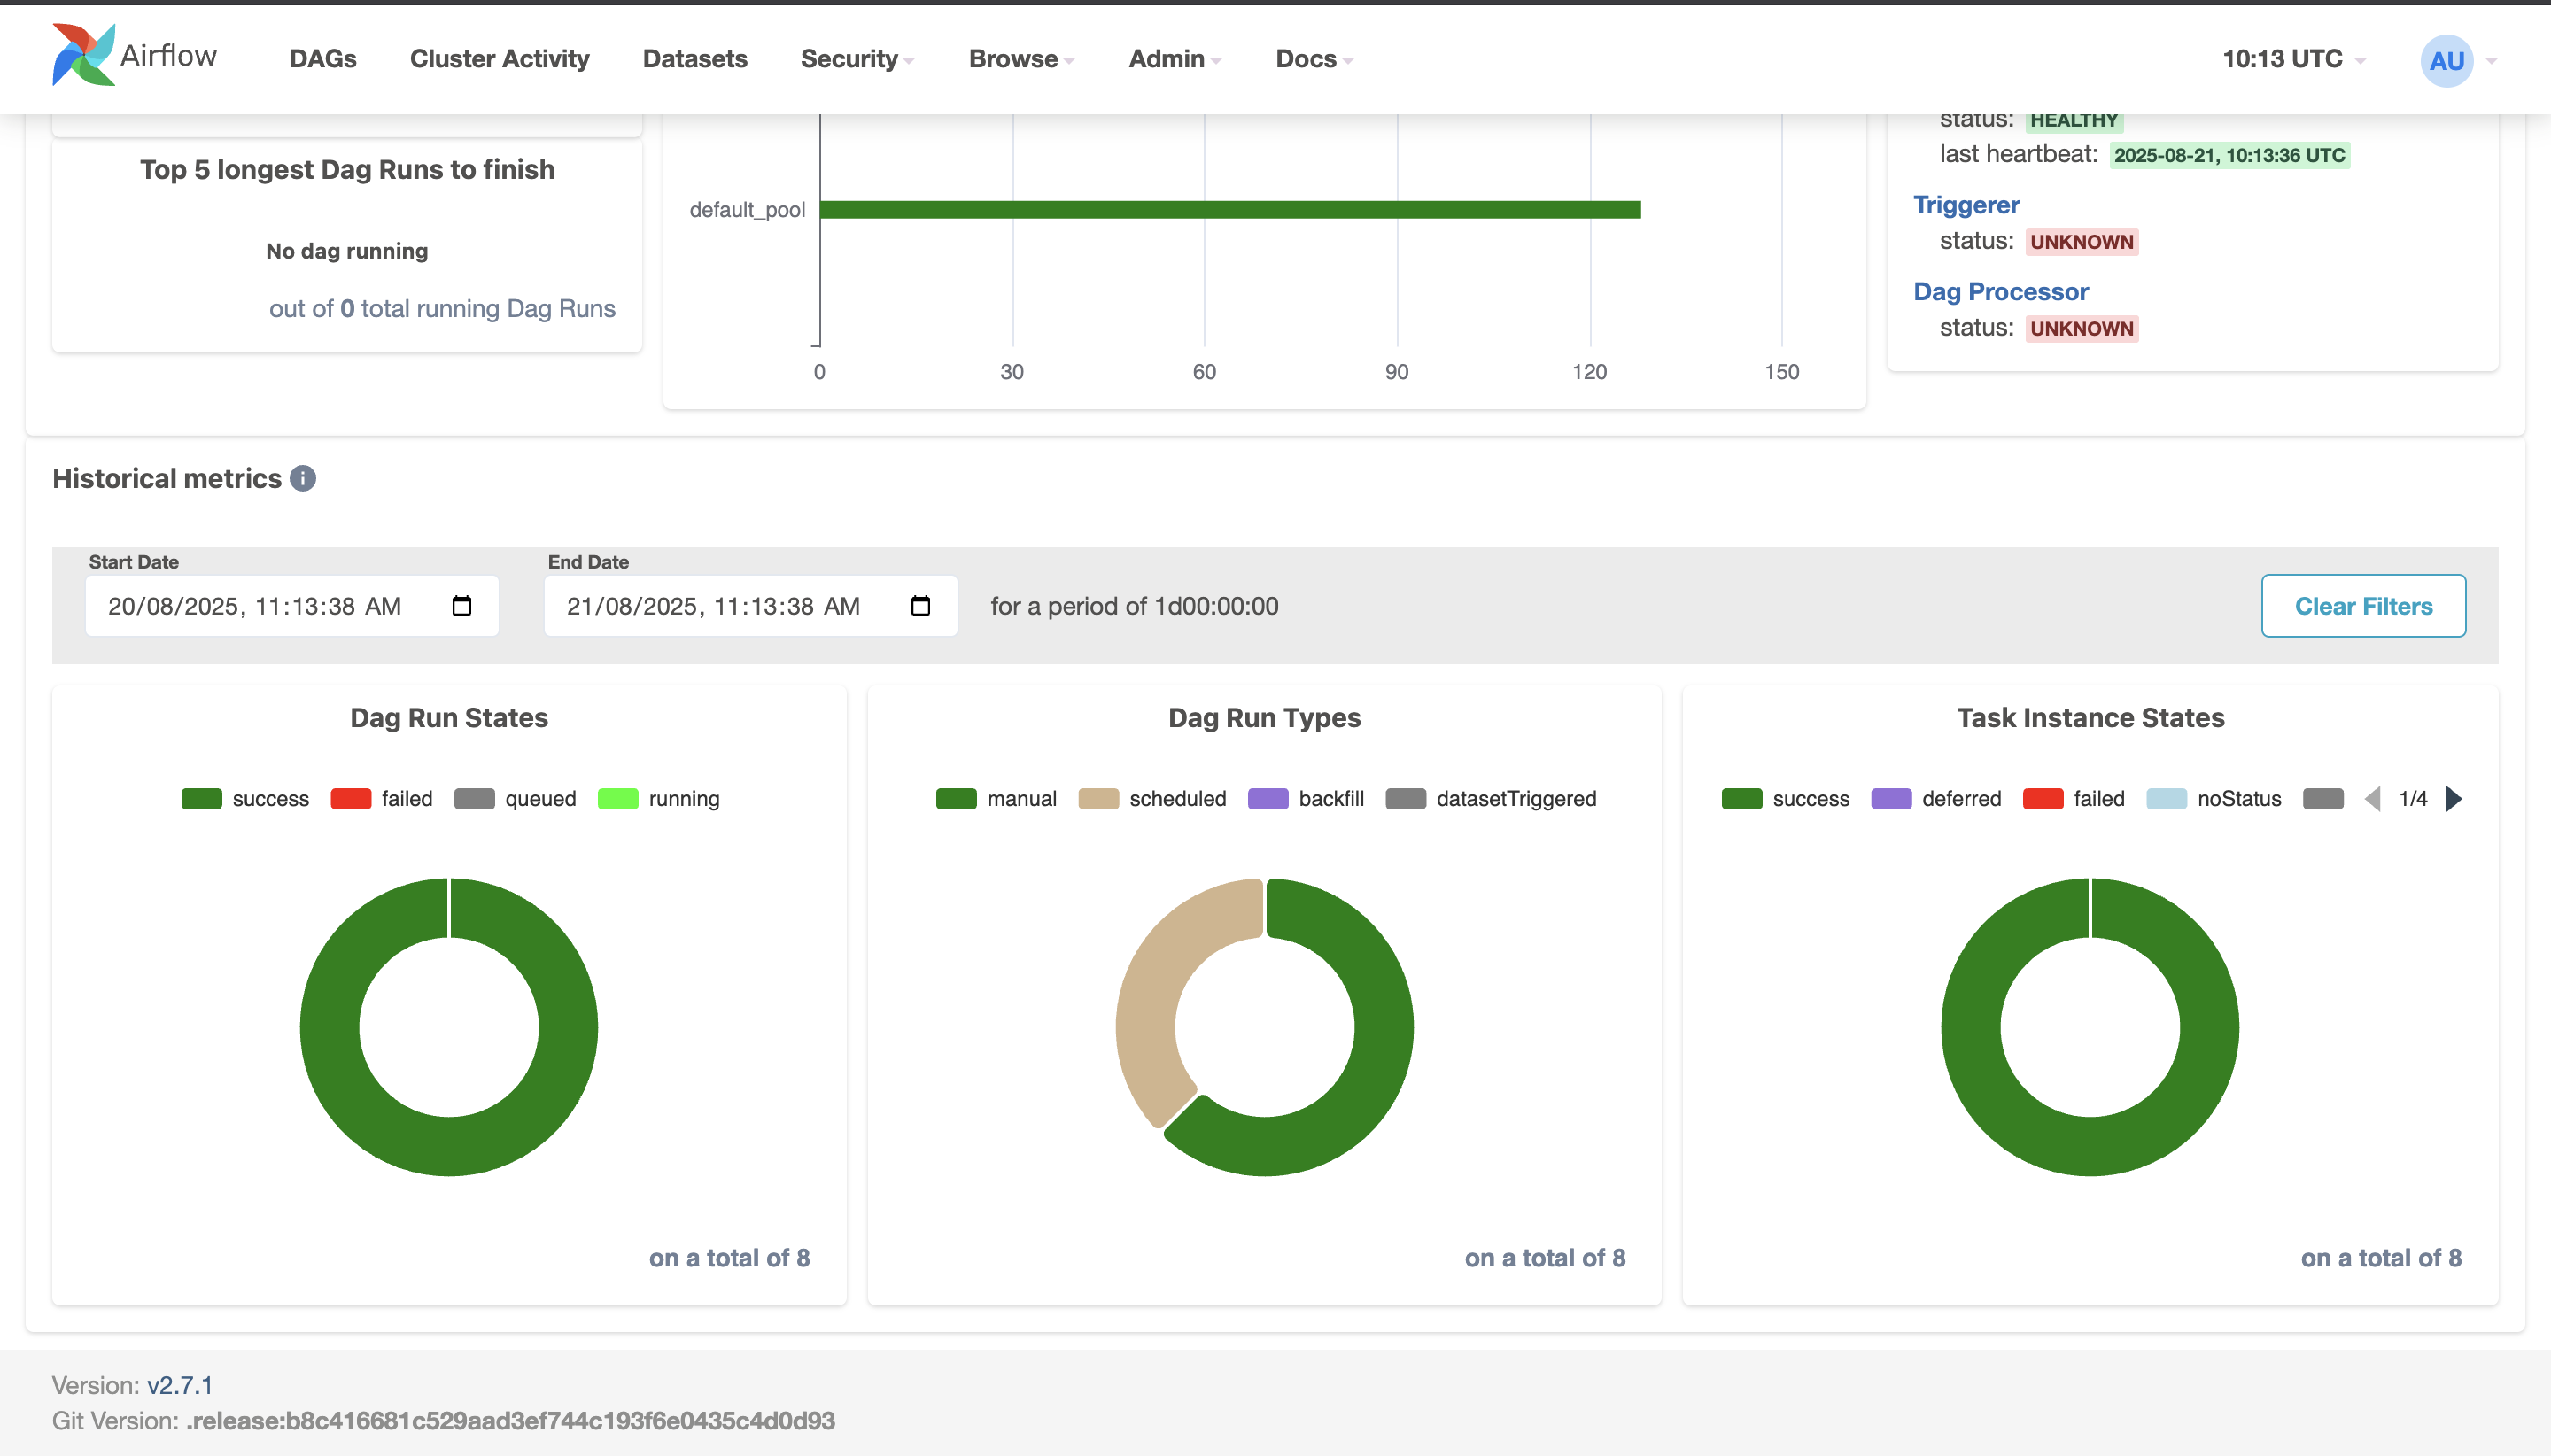 Airflow
DAGs Cluster Activity Datasets Security Browse Admin Docs 10:13 UTC AU
status: HEALTHY
last heartbeat: 2025-08-21, 10:13:36 UTC
Top 5 longest Dag Runs to finish
No dag running
out of 0 total running Dag Runs
default_pool
0 30 60 90 120 150
Triggerer
status: UNKNOWN
Dag Processor
status: UNKNOWN
Historical metrics i
Start Date
20/08/2025, 11:13:38 AM
End Date
21/08/2025, 11:13:38 AM
for a period of 1d00:00:00
Clear Filters
Dag Run States
success failed queued running
on a total of 8
Dag Run Types
manual scheduled backfill datasetTriggered
on a total of 8
Task Instance States
success deferred failed noStatus 1/4
on a total of 8
Version: v2.7.1
Git Version: .release:b8c416681c529aad3ef744c193f6e0435c4d0d93